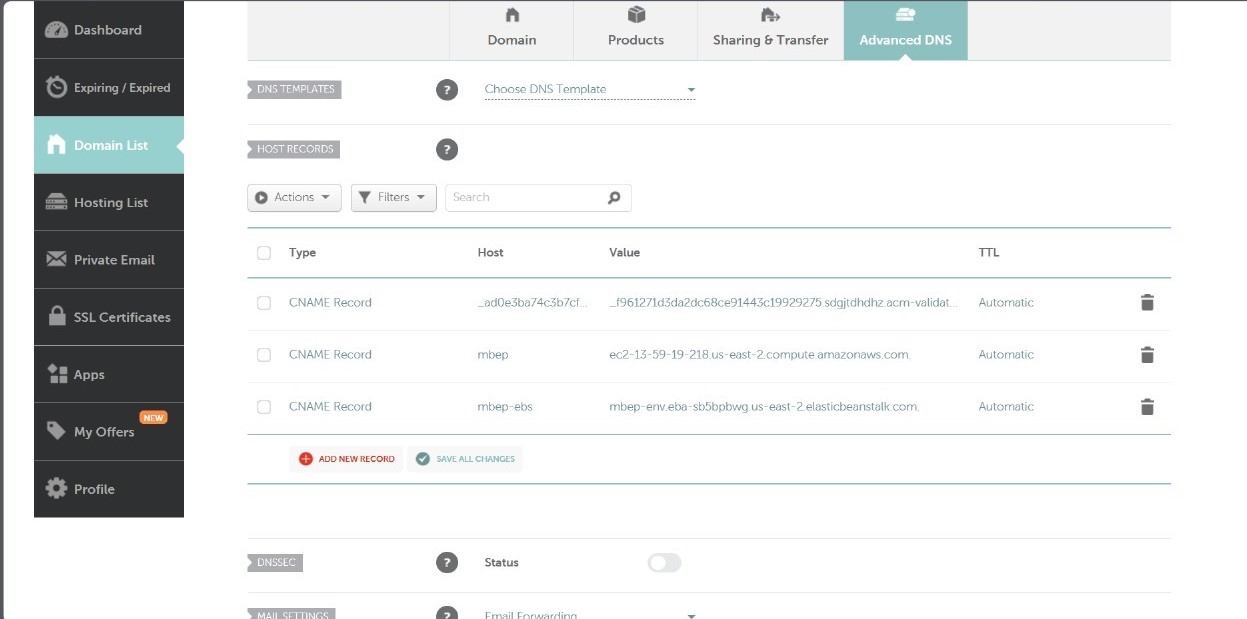 Dashboard
Expiring / Expired
Domain List
Hosting List
Private Email
SSL Certificates
Apps
NEW
My Offers
Profile
Domain
Products
Sharing & Transfer
Advanced DNS
DNS TEMPLATES
?
Choose DNS Template
HOST RECORDS
?
Actions
Filters
Search
Type Host Value TTL
CNAME Record _ad0e3ba74c3b7cf... _f961271d3da2dc68ce91443c19929275.sdgjtdhdhz.acm-validat... Automatic
CNAME Record mbep ec2-13-59-19-218.us-east-2.compute.amazonaws.com. Automatic
CNAME Record mbep-ebs mbep-env.eba-sb5bpbwg.us-east-2.elasticbeanstalk.com. Automatic
ADD NEW RECORD
SAVE ALL CHANGES
DNSSEC
?
Status
MAIL SETTINGS
?
Email Forwarding